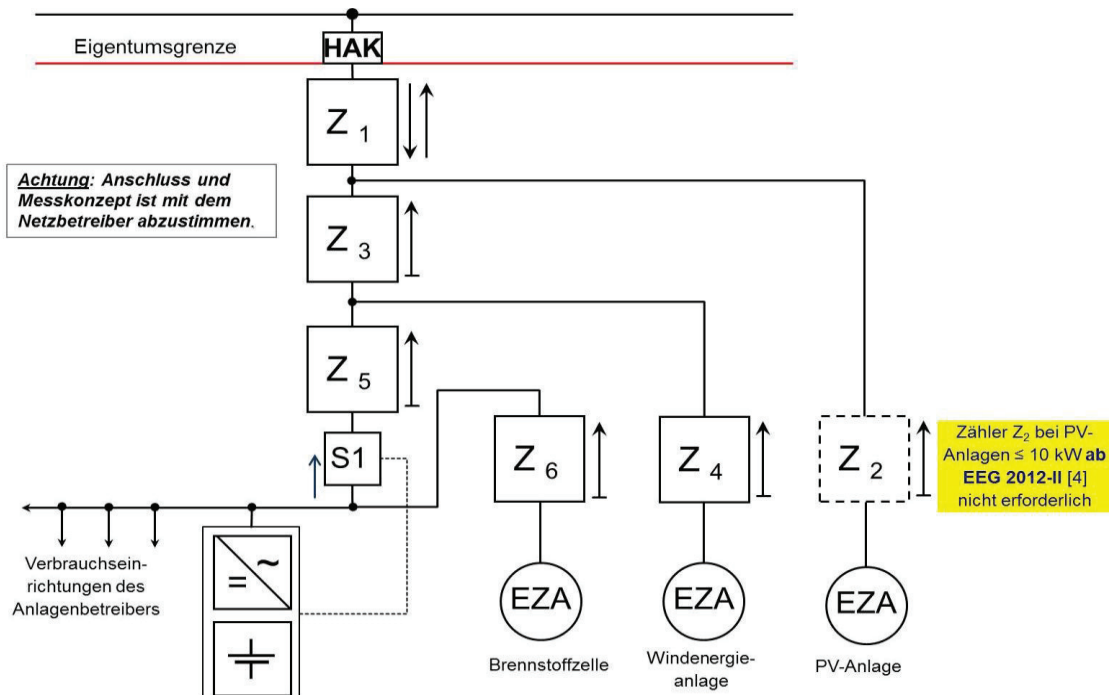 Eigentumsgrenze
HAK
Z 1
Achtung: Anschluss und
Messkonzept ist mit dem
Netzbetreiber abzustimmen.
Z 3
Z 5
S1
Z 6
Z 4
Z 2
Zähler Z2 bei PV-
Anlagen ≤ 10 kW ab
EEG 2012-II [4]
nicht erforderlich
Verbrauchsein-
richtungen des
Anlagenbetreibers
= ~
EZA
EZA
EZA
Brennstoffzelle
Windenergie-
anlage
PV-Anlage